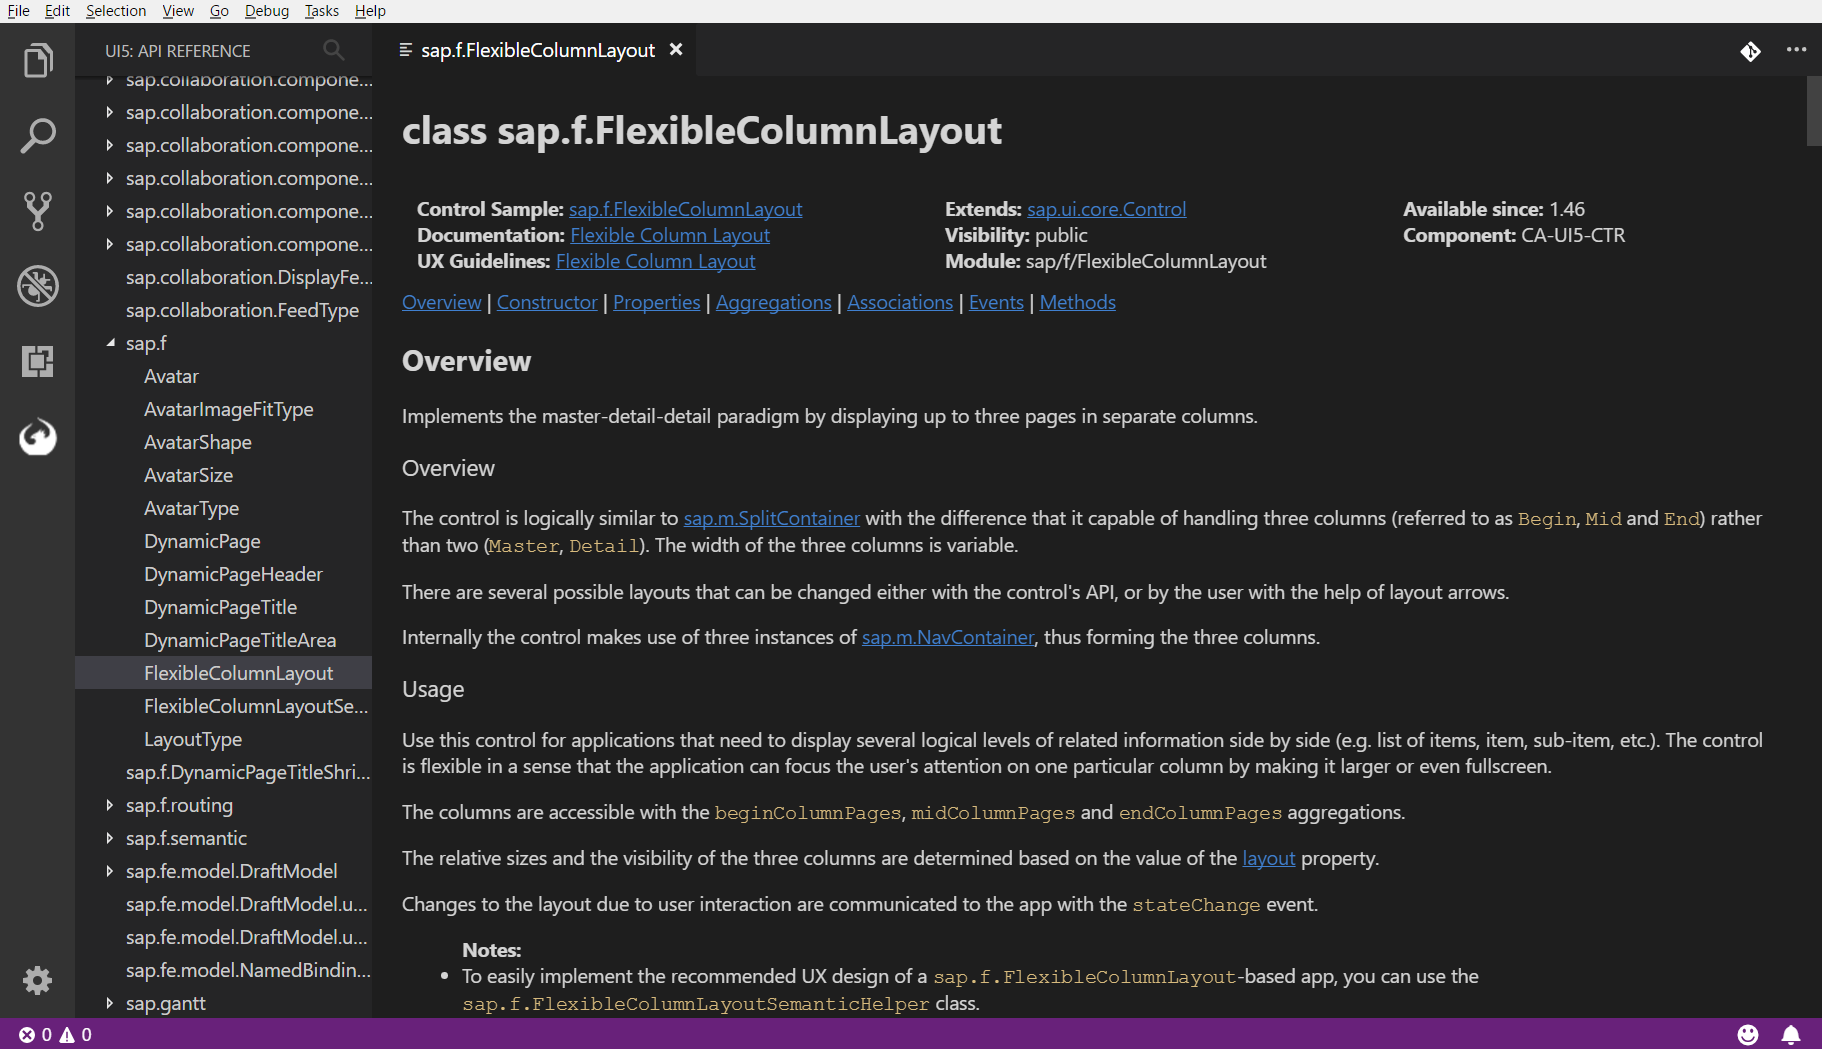 File Edit Selection View Go Debug Tasks Help
UI5: API REFERENCE
sap.collaboration.compone...
sap.collaboration.compone...
sap.collaboration.compone...
sap.collaboration.compone...
sap.collaboration.compone...
sap.collaboration.compone...
sap.collaboration.DisplayFe...
sap.collaboration.FeedType
sap.f
Avatar
AvatarImageFitType
AvatarShape
AvatarSize
AvatarType
DynamicPage
DynamicPageHeader
DynamicPageTitle
DynamicPageTitleArea
FlexibleColumnLayout
FlexibleColumnLayoutSe...
LayoutType
sap.f.DynamicPageTitleShri...
sap.f.routing
sap.f.semantic
sap.fe.model.DraftModel
sap.fe.model.DraftModel.u...
sap.fe.model.DraftModel.u...
sap.fe.model.NamedBindin...
sap.gantt
sap.f.FlexibleColumnLayout
class sap.f.FlexibleColumnLayout
Control Sample: sap.f.FlexibleColumnLayout
Documentation: Flexible Column Layout
UX Guidelines: Flexible Column Layout
Extends: sap.ui.core.Control
Visibility: public
Module: sap/f/FlexibleColumnLayout
Available since: 1.46
Component: CA-UI5-CTR
Overview | Constructor | Properties | Aggregations | Associations | Events | Methods
Overview
Implements the master-detail-detail paradigm by displaying up to three pages in separate columns.
Overview
The control is logically similar to sap.m.SplitContainer with the difference that it capable of handling three columns (referred to as Begin, Mid and End) rather
than two (Master, Detail). The width of the three columns is variable.
There are several possible layouts that can be changed either with the control's API, or by the user with the help of layout arrows.
Internally the control makes use of three instances of sap.m.NavContainer, thus forming the three columns.
Usage
Use this control for applications that need to display several logical levels of related information side by side (e.g. list of items, item, sub-item, etc.). The control
is flexible in a sense that the application can focus the user's attention on one particular column by making it larger or even fullscreen.
The columns are accessible with the beginColumnPages, midColumnPages and endColumnPages aggregations.
The relative sizes and the visibility of the three columns are determined based on the value of the layout property.
Changes to the layout due to user interaction are communicated to the app with the stateChange event.
Notes:
• To easily implement the recommended UX design of a sap.f.FlexibleColumnLayout-based app, you can use the
sap.f.FlexibleColumnLayoutSemanticHelper class.
0 0